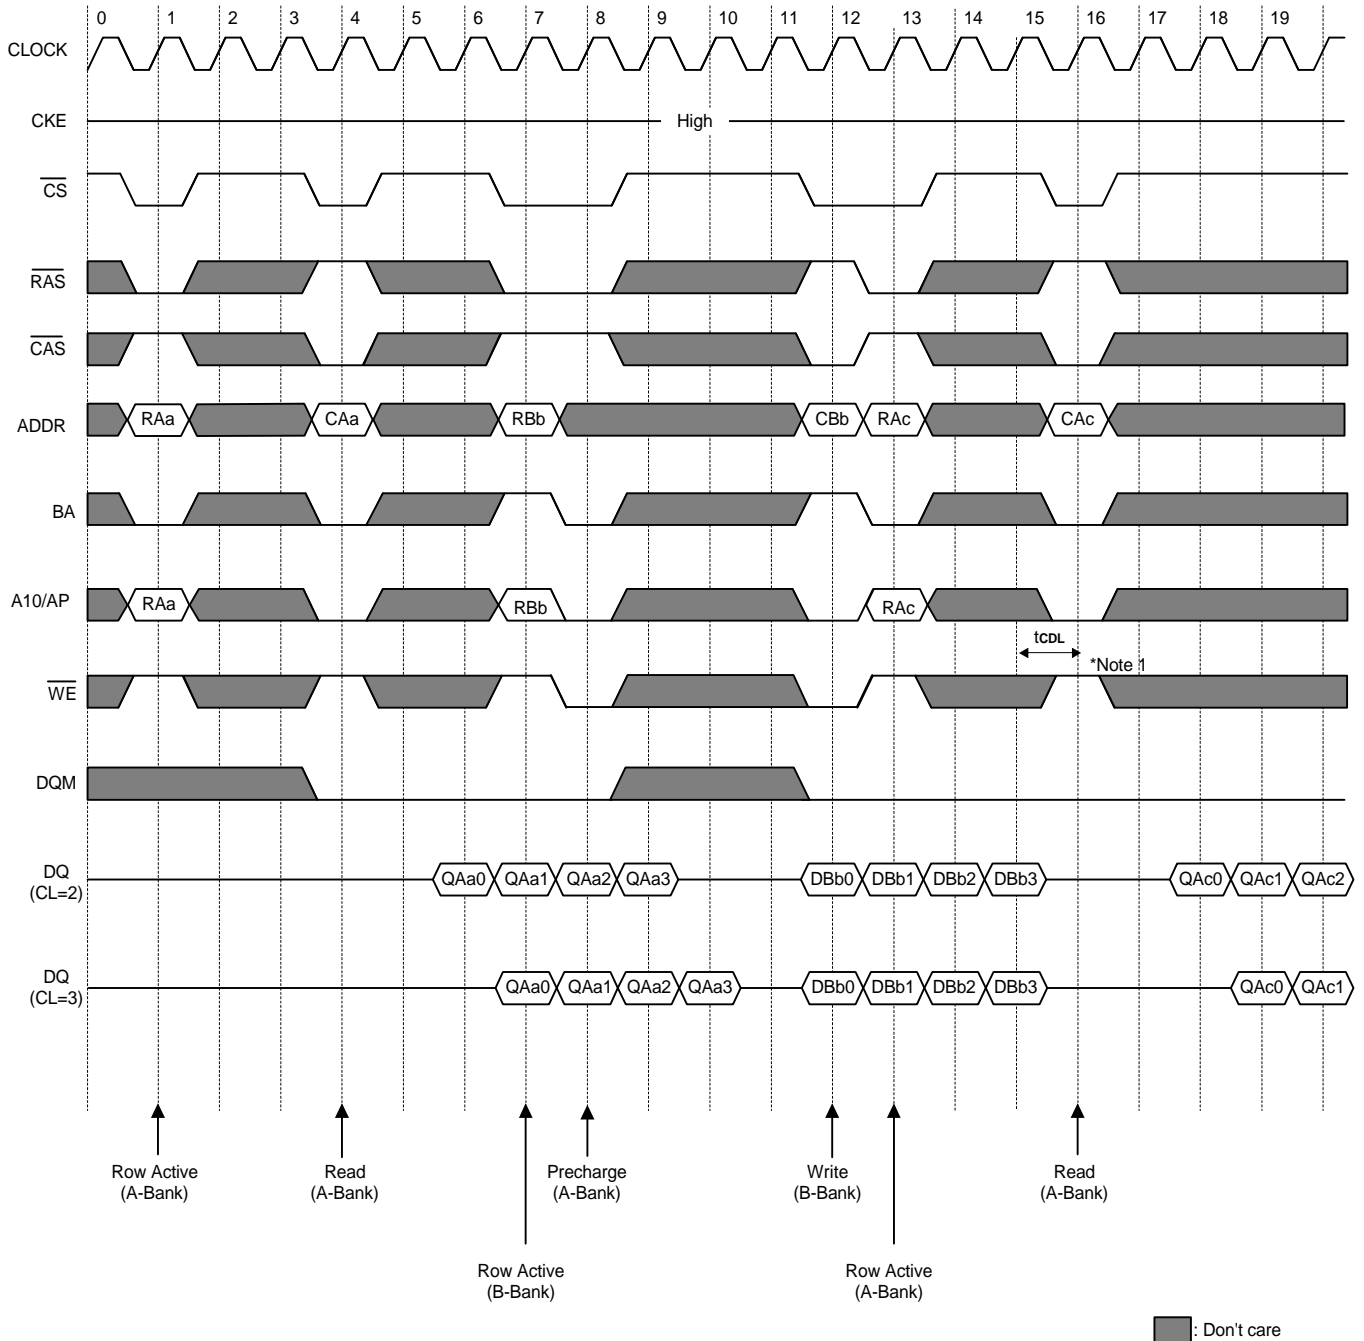 0 1 2 3 4 5 6 7 8 9 10 11 12 13 14 15 16 17 18 19
CLOCK
CKE High
CS
RAS
CAS
ADDR RAa CAa RBb CBb RAc CAc
BA
A10/AP RAa RBb RAc
tCDL
*Note 1
WE
DQM
DQ
(CL=2) QAa0 QAa1 QAa2 QAa3 DBb0 DBb1 DBb2 DBb3 QAc0 QAc1 QAc2
DQ
(CL=3) QAa0 QAa1 QAa2 QAa3 DBb0 DBb1 DBb2 DBb3 QAc0 QAc1
Row Active
(A-Bank)
Read
(A-Bank)
Precharge
(A-Bank)
Write
(B-Bank)
Read
(A-Bank)
Row Active
(B-Bank)
Row Active
(A-Bank)
: Don't care